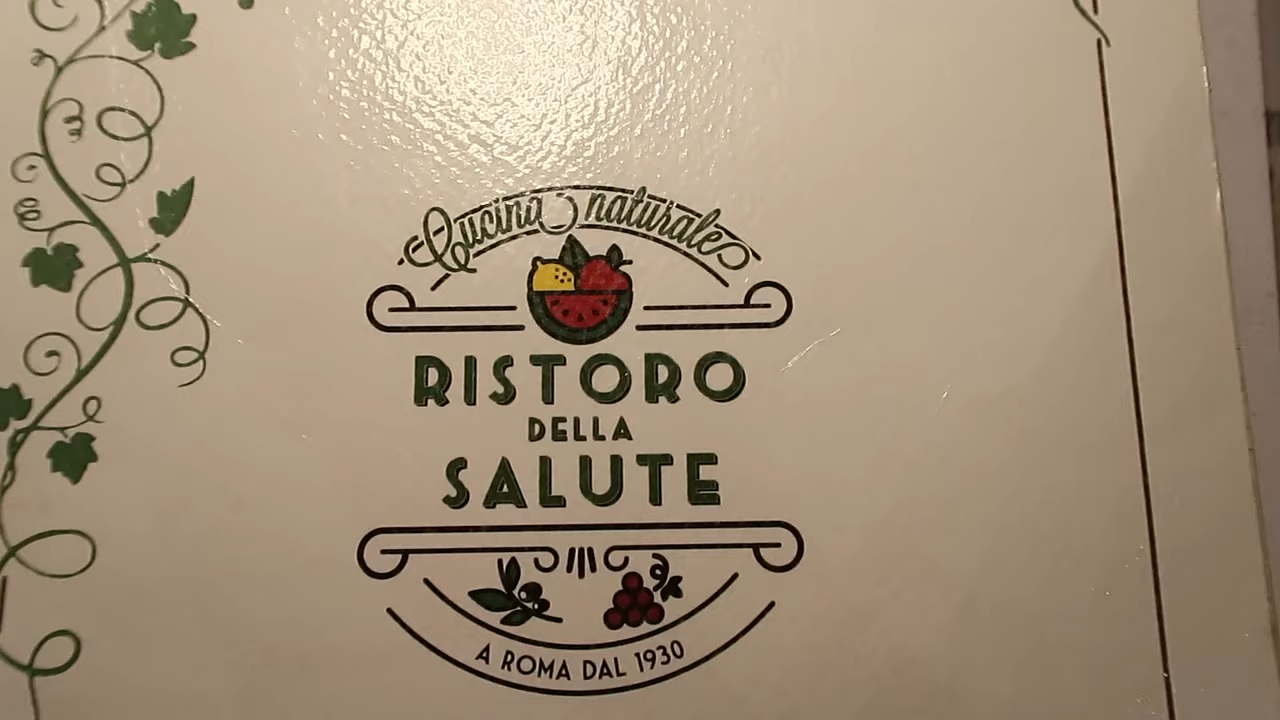 Cucina naturale
RISTORO
DELLA
SALUTE
A ROMA DAL 1930